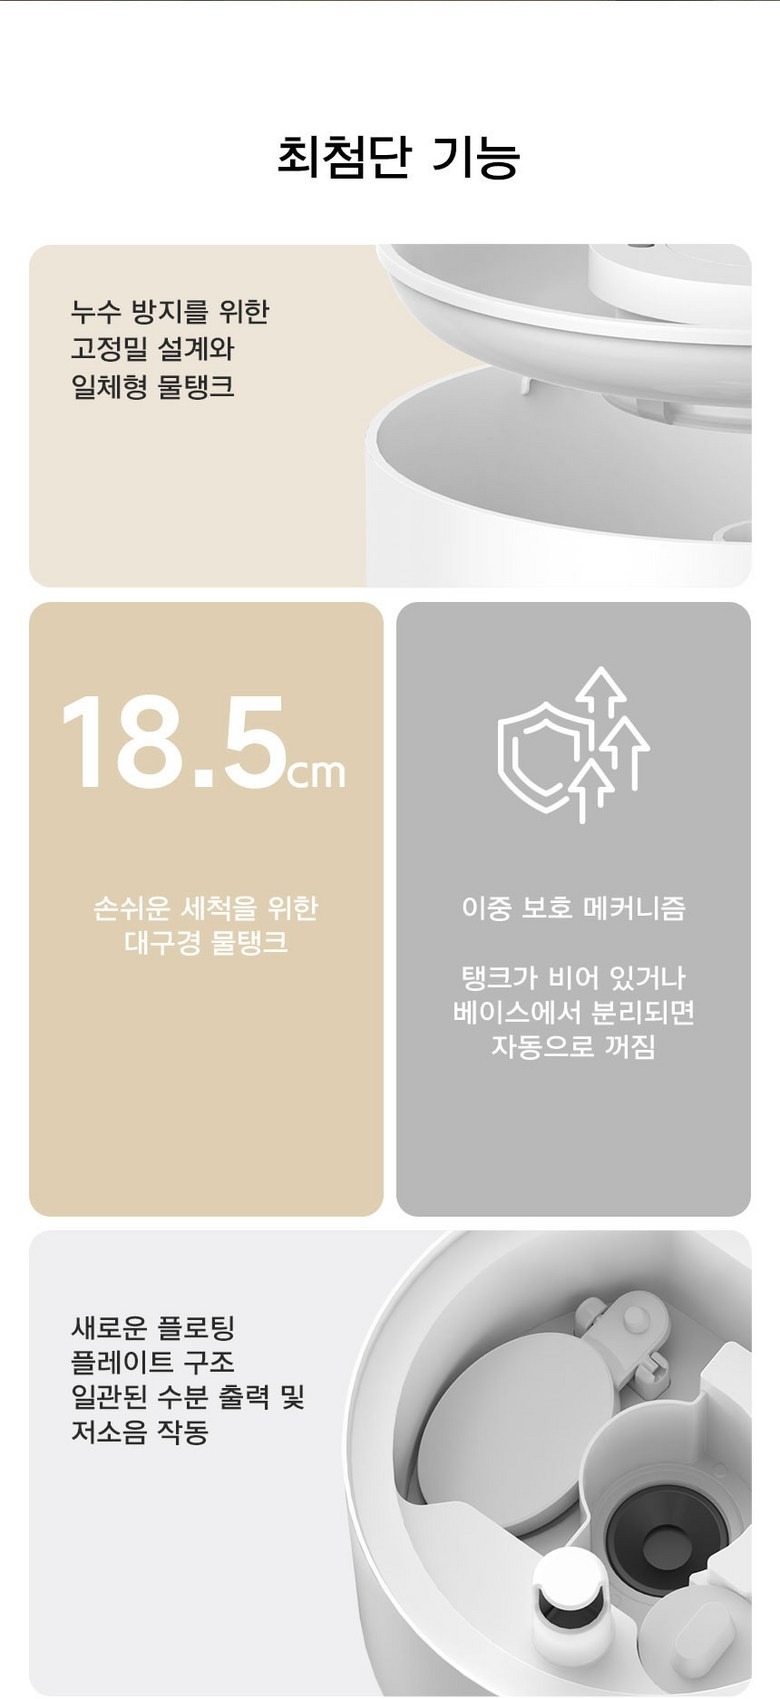 최첨단 기능
누수 방지를 위한
고정밀 설계와
일체형 물탱크
18.5cm
손쉬운 세척을 위한
대구경 물탱크
이중 보호 메커니즘
탱크가 비어 있거나
베이스에서 분리되면
자동으로 꺼짐
새로운 플로팅
플레이트 구조
일관된 수분 출력 및
저소음 작동